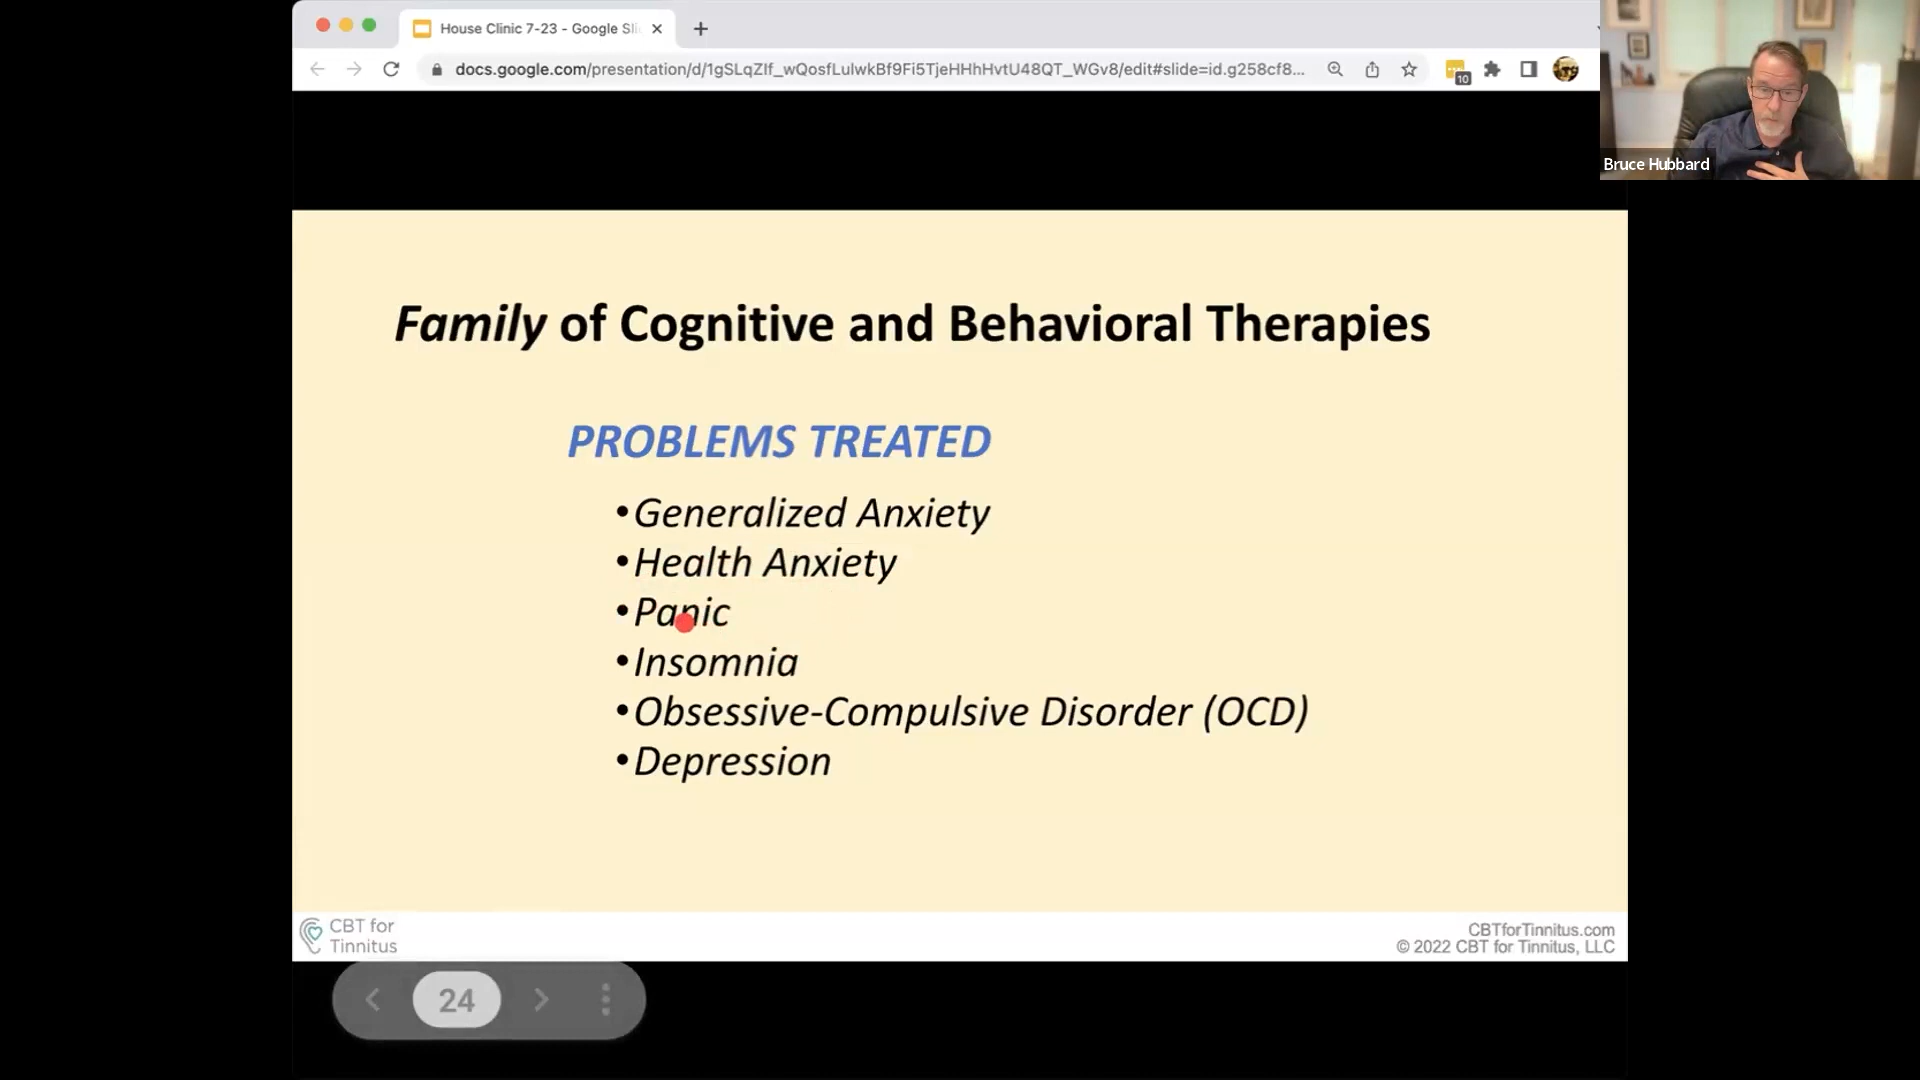 House Clinic 7-23 - Google Sli
docs.google.com/presentation/d/1gSLqZIf_wQosfLulwkBf9Fi5TjeHHhHvtU48QT_WGv8/edit#slide=id.g258cf8...
10
Bruce Hubbard
Family of Cognitive and Behavioral Therapies
PROBLEMS TREATED
•Generalized Anxiety
•Health Anxiety
•Panic
•Insomnia
•Obsessive-Compulsive Disorder (OCD)
•Depression
CBT for
Tinnitus
CBTforTinnitus.com
© 2022 CBT for Tinnitus, LLC
24